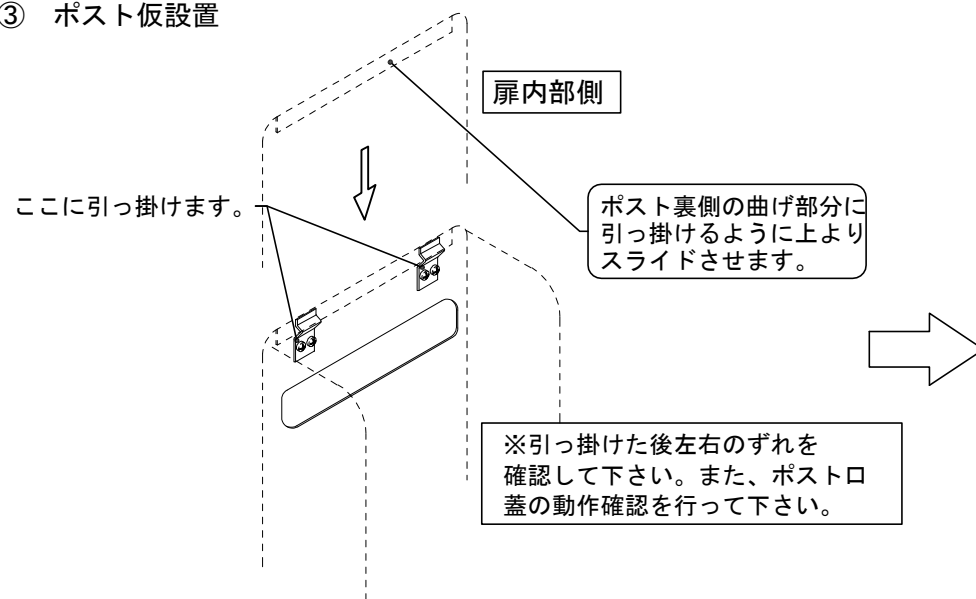 ③ ポスト仮設置
扉内部側
ここに引っ掛けます。
ポスト裏側の曲げ部分に
引っ掛けるように上より
スライドさせます。
※引っ掛けた後左右のずれを
確認して下さい。また、ポスト口
蓋の動作確認を行って下さい。